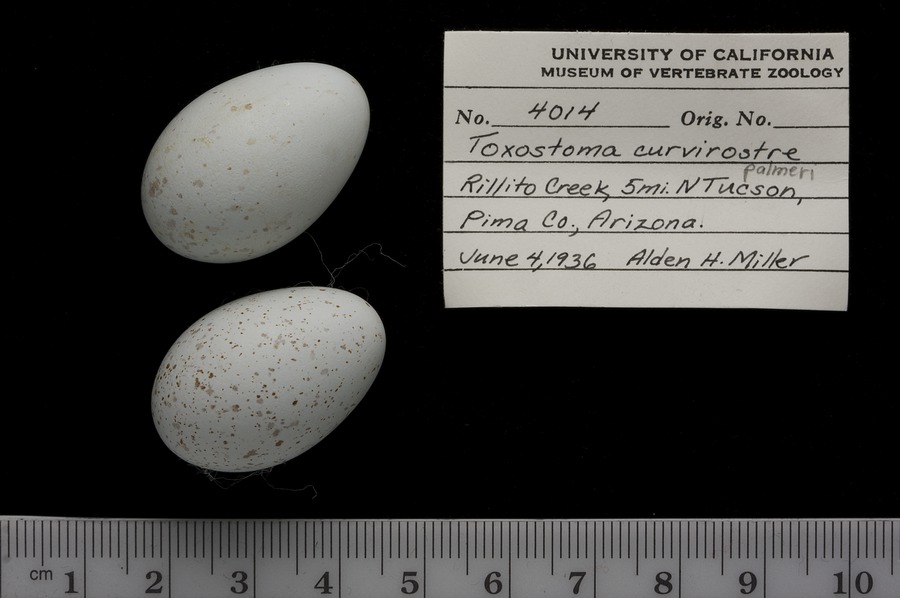 UNIVERSITY OF CALIFORNIA
MUSEUM OF VERTEBRATE ZOOLOGY
No. 4014 Orig. No.
Toxostoma curvirostre
palmeri
Rillito Creek, 5mi. N Tucson,
Pima Co., Arizona.
June 4, 1936 Alden H. Miller
cm 1 2 3 4 5 6 7 8 9 10